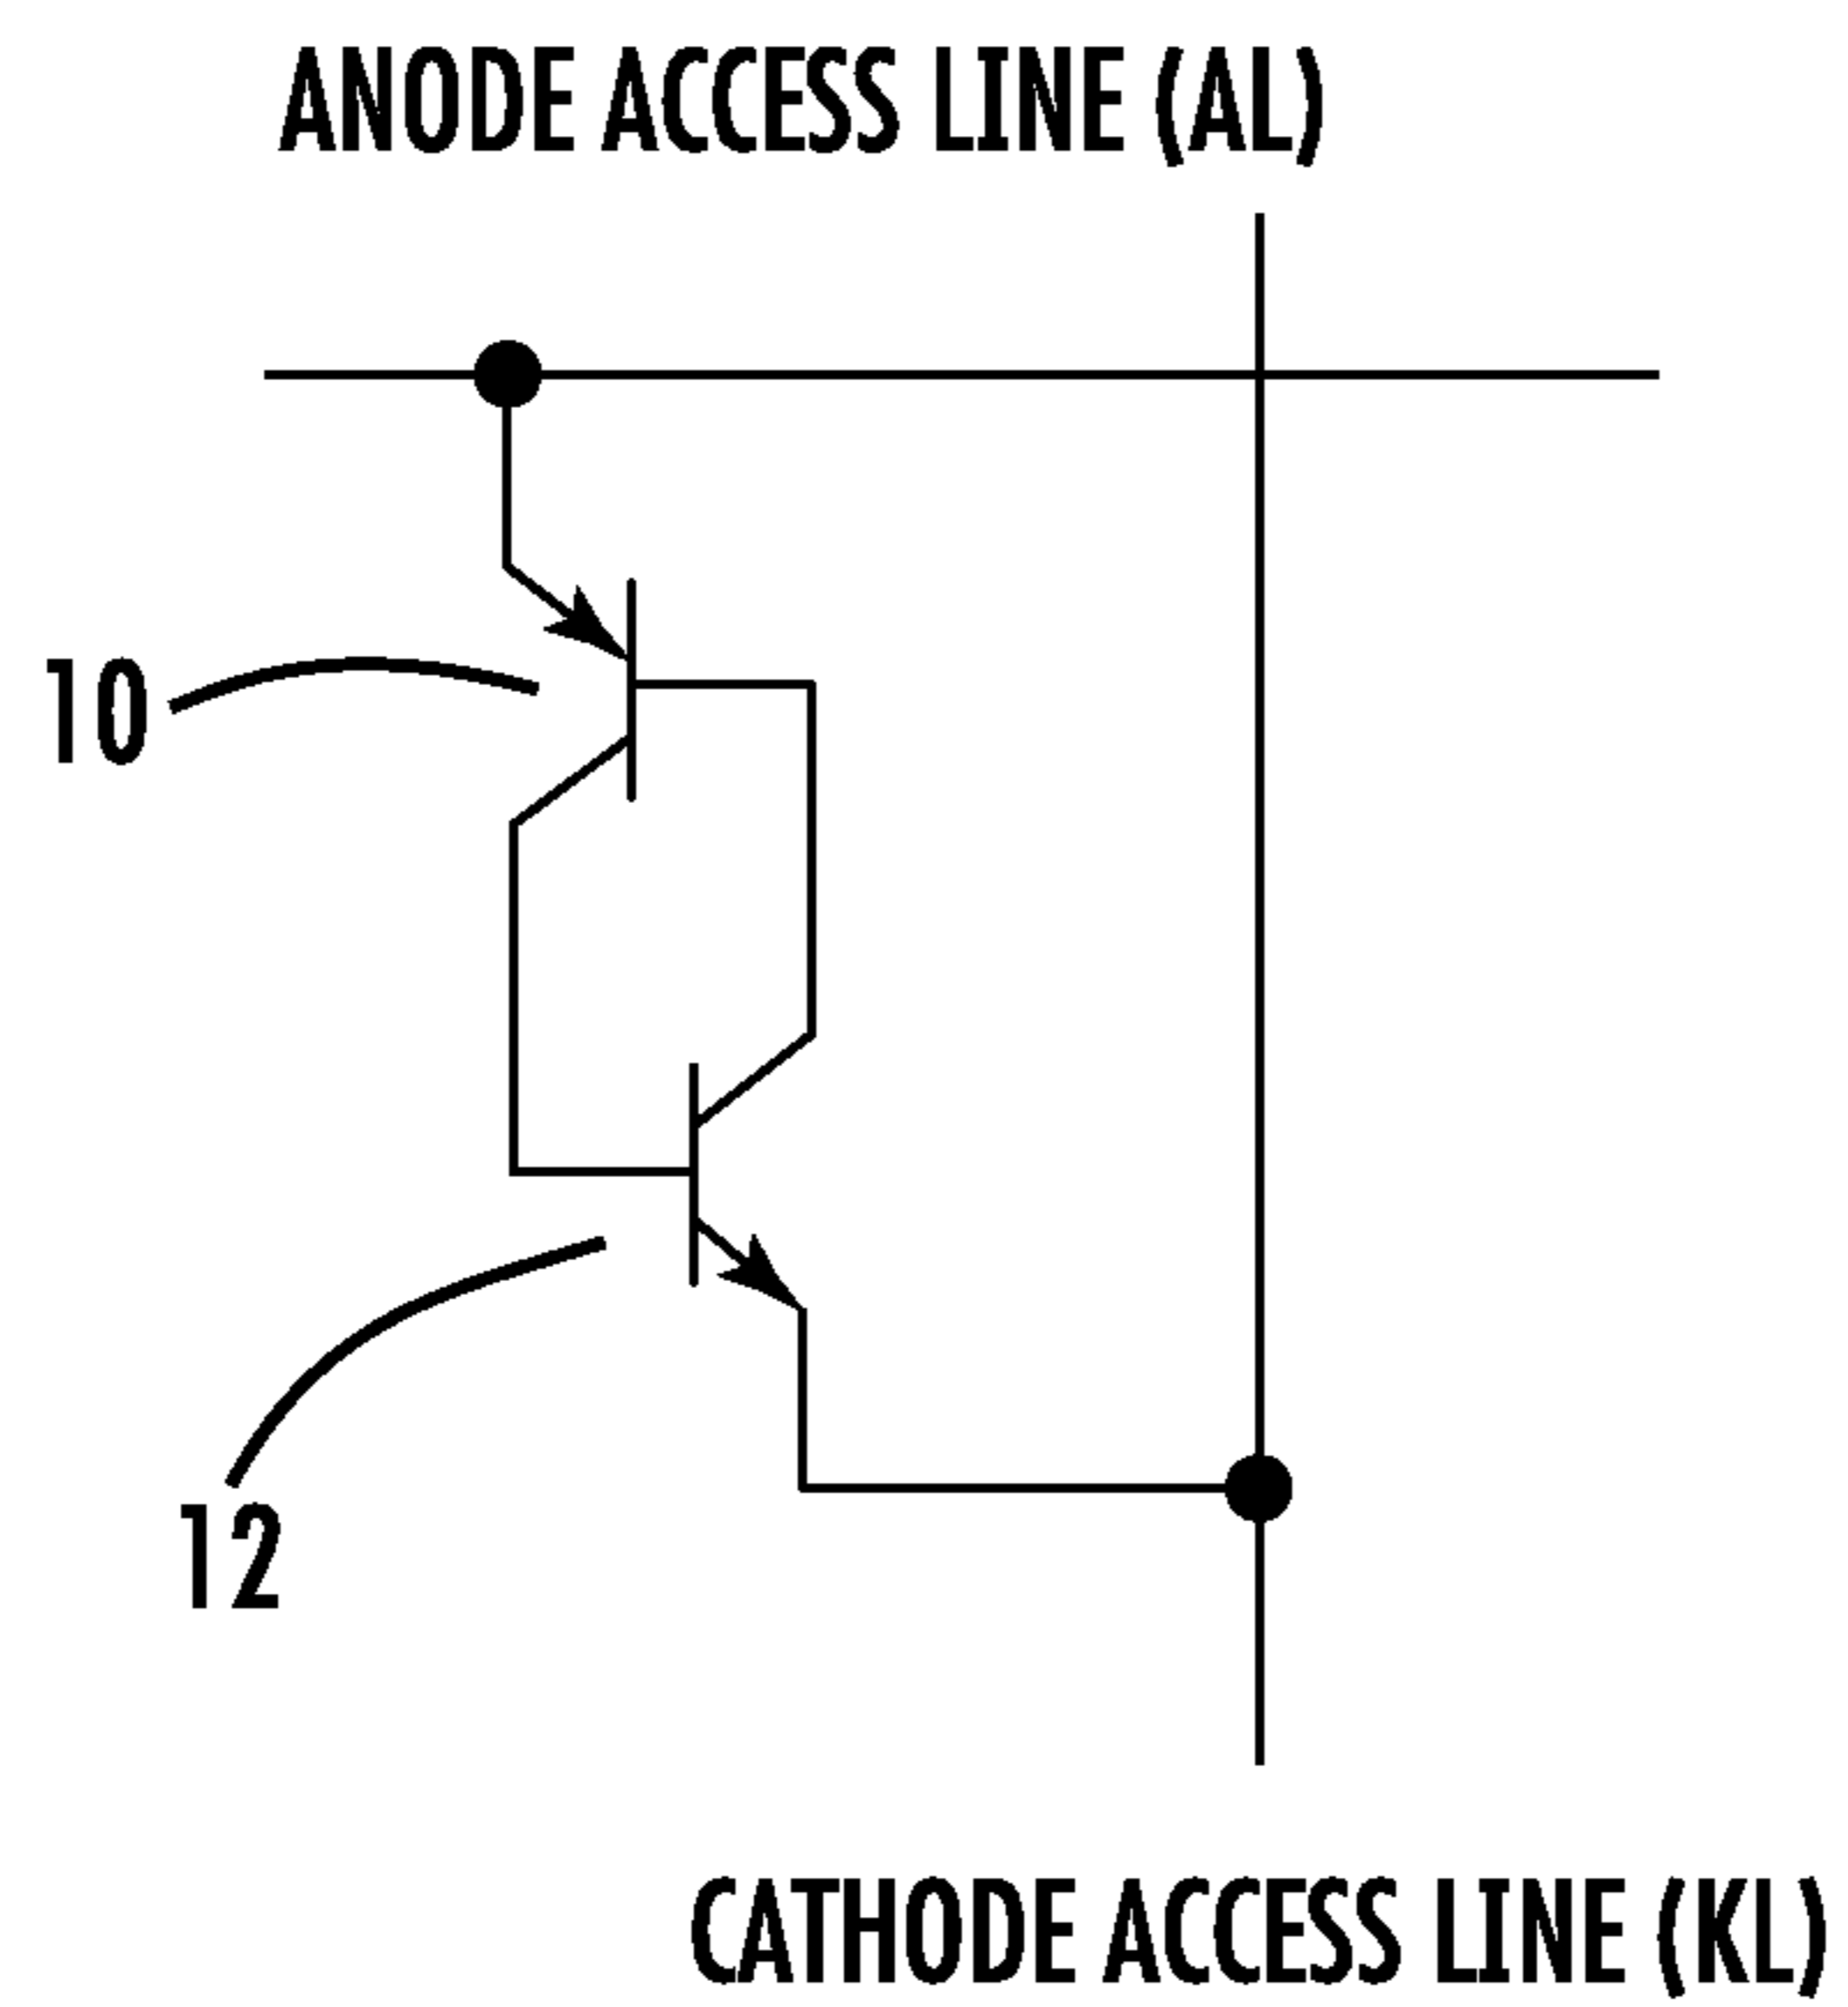 ANODE ACCESS LINE (AL)
10
12
CATHODE ACCESS LINE (KL)